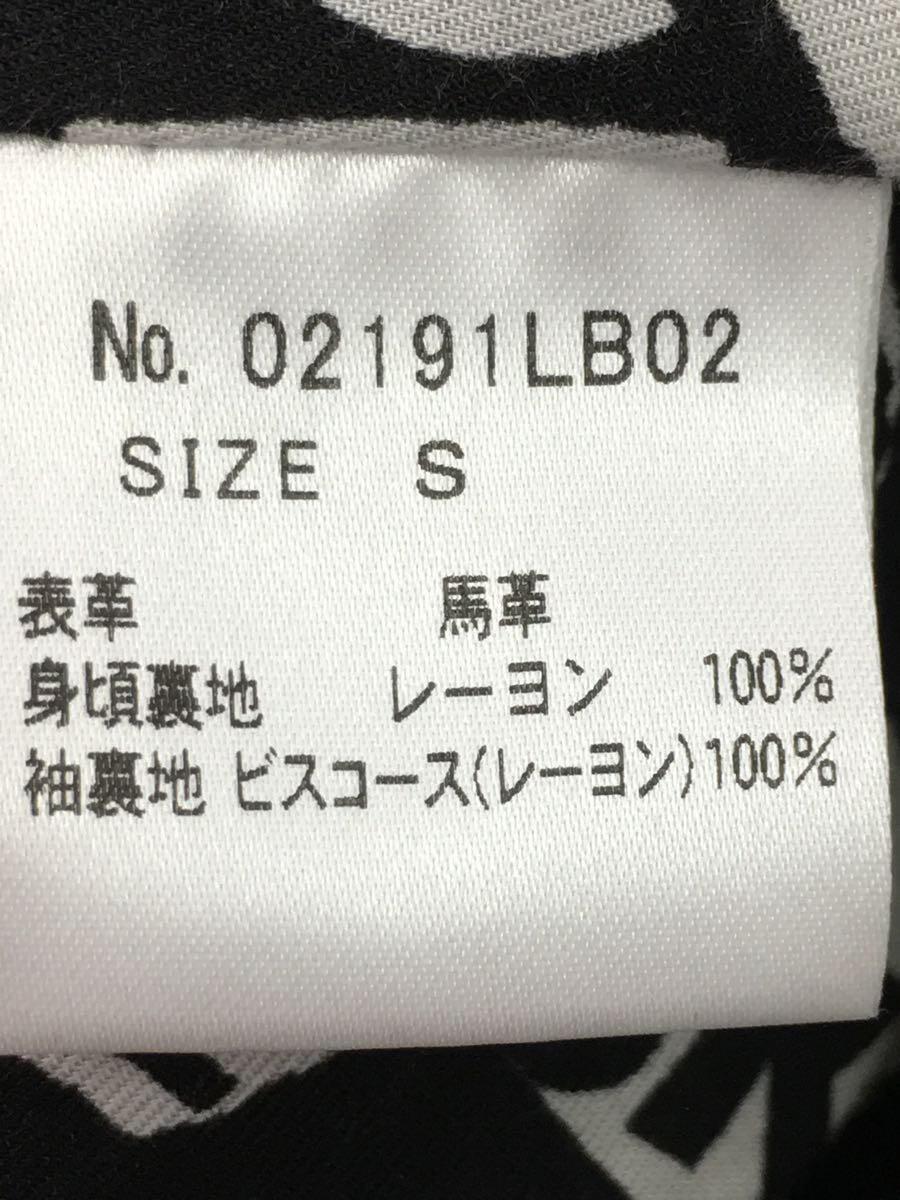 No. 02191LB02
SIZE S
表革 馬革
身頃裏地 レーヨン 100%
袖裏地 ビスコース(レーヨン)100%